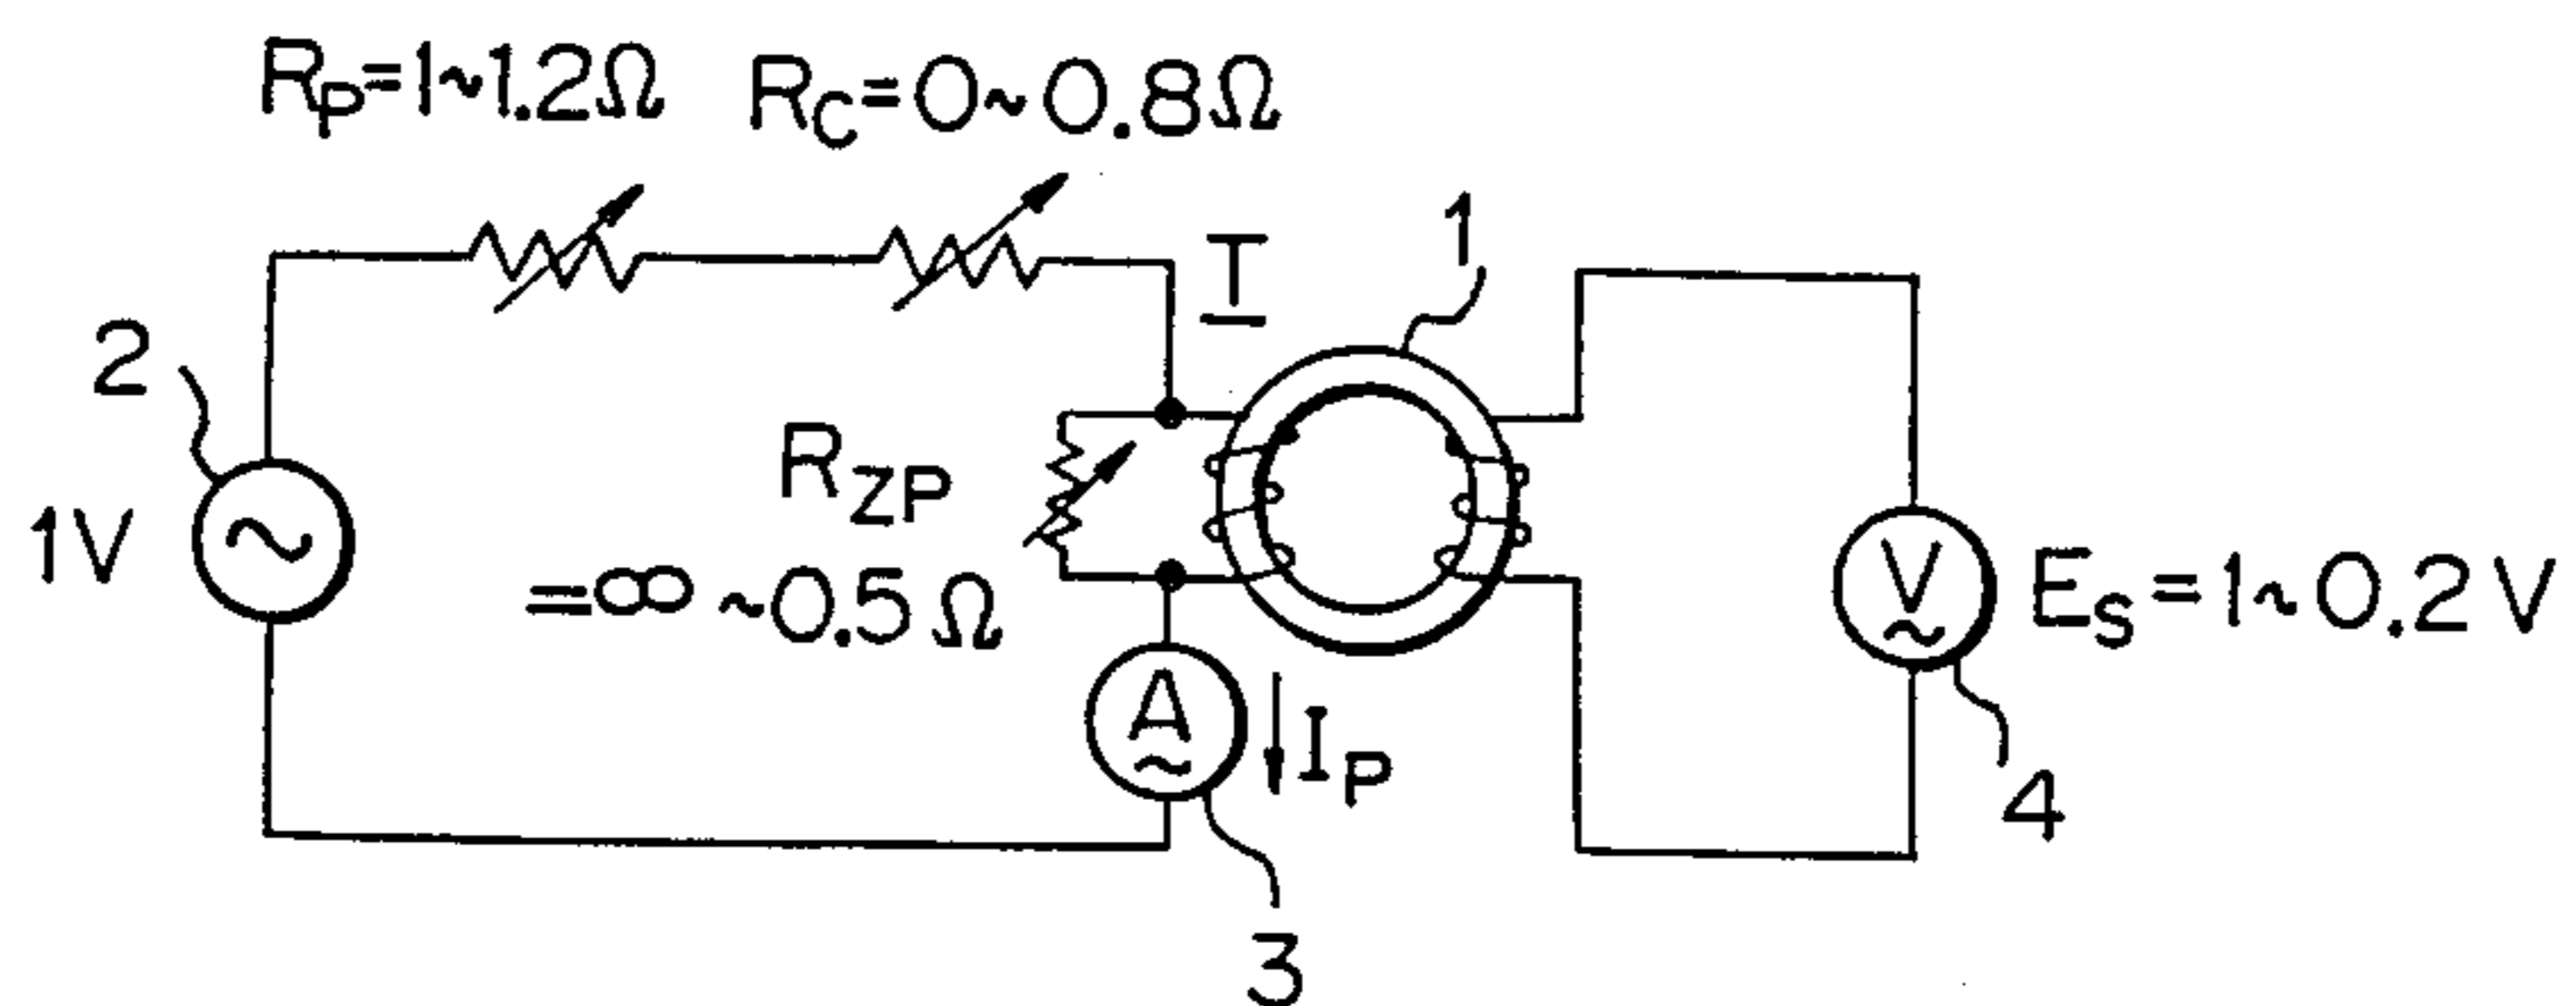 R_P=1~1.2Ω R_C=0~0.8Ω
T 1
2
1V
R_ZP
=∞~0.5Ω
A
~
I_P
V
~
E_S=1~0.2V
4
3